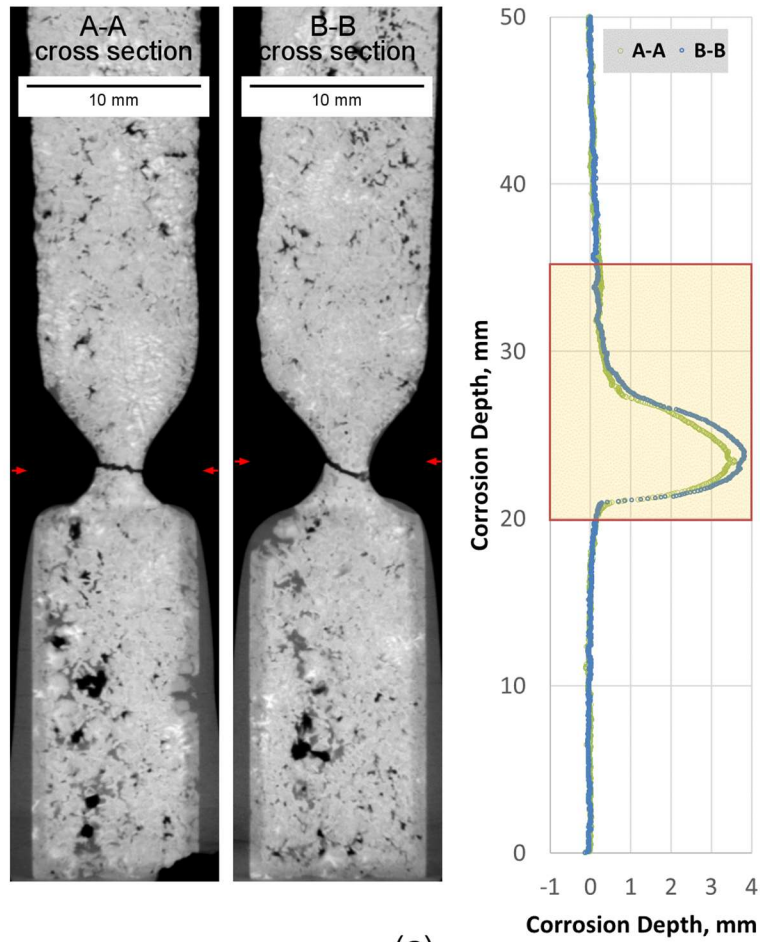 A-A
cross section
10 mm
B-B
cross section
10 mm
A-A B-B
50
40
30
20
10
0
Corrosion Depth, mm
-1 0 1 2 3 4
Corrosion Depth, mm